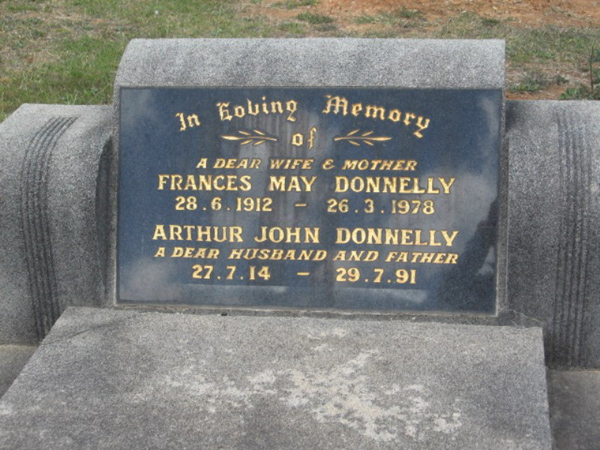 In Loving Memory
of
A DEAR WIFE & MOTHER
FRANCES MAY DONNELLY
28.6.1912 - 26.3.1978
ARTHUR JOHN DONNELLY
A DEAR HUSBAND AND FATHER
27.7.14 - 29.7.91